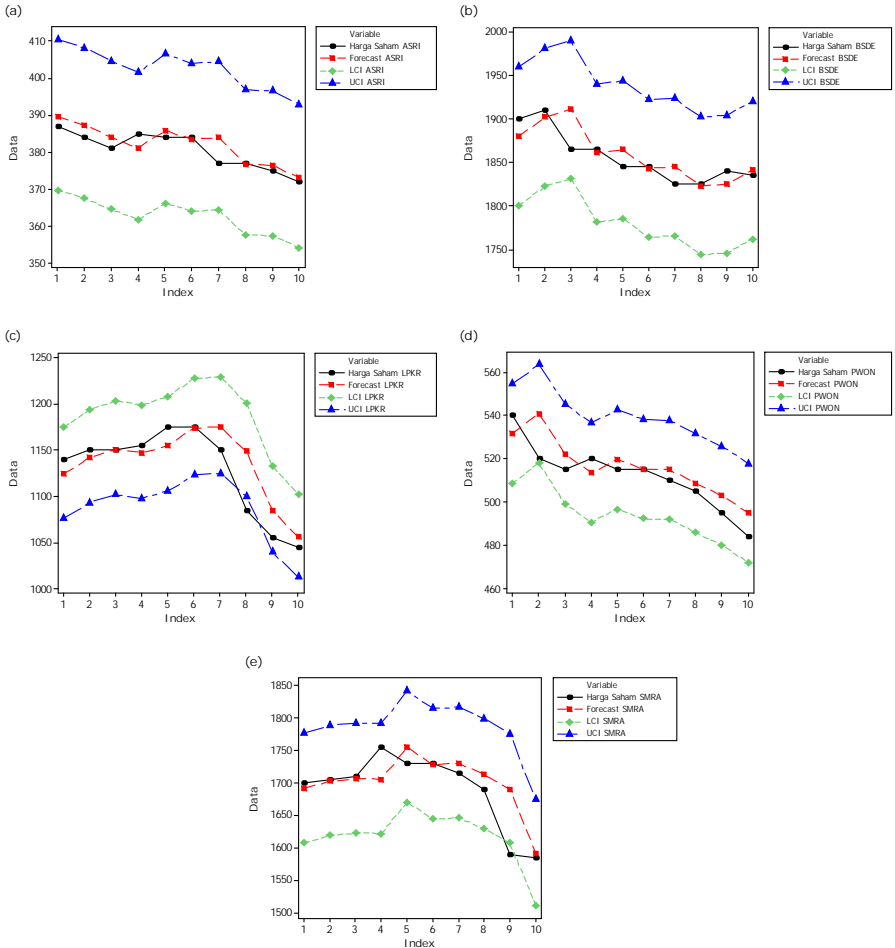 (a)
Variable
Harga Saham ASRI
Forecast ASRI
LCI ASRI
UCI ASRI
Data
410
400
390
380
370
360
350
1 2 3 4 5 6 7 8 9 10
Index
(b)
Variable
Harga Saham BSDE
Forecast BSDE
LCI BSDE
UCI BSDE
Data
2000
1950
1900
1850
1800
1750
1 2 3 4 5 6 7 8 9 10
Index
(c)
Variable
Harga Saham LPKR
Forecast LPKR
LCI LPKR
UCI LPKR
Data
1250
1200
1150
1100
1050
1000
1 2 3 4 5 6 7 8 9 10
Index
(d)
Variable
Harga Saham PWON
Forecast PWON
LCI PWON
UCI PWON
Data
560
540
520
500
480
460
1 2 3 4 5 6 7 8 9 10
Index
(e)
Variable
Harga Saham SMRA
Forecast SMRA
LCI SMRA
UCI SMRA
Data
1850
1800
1750
1700
1650
1600
1550
1500
1 2 3 4 5 6 7 8 9 10
Index